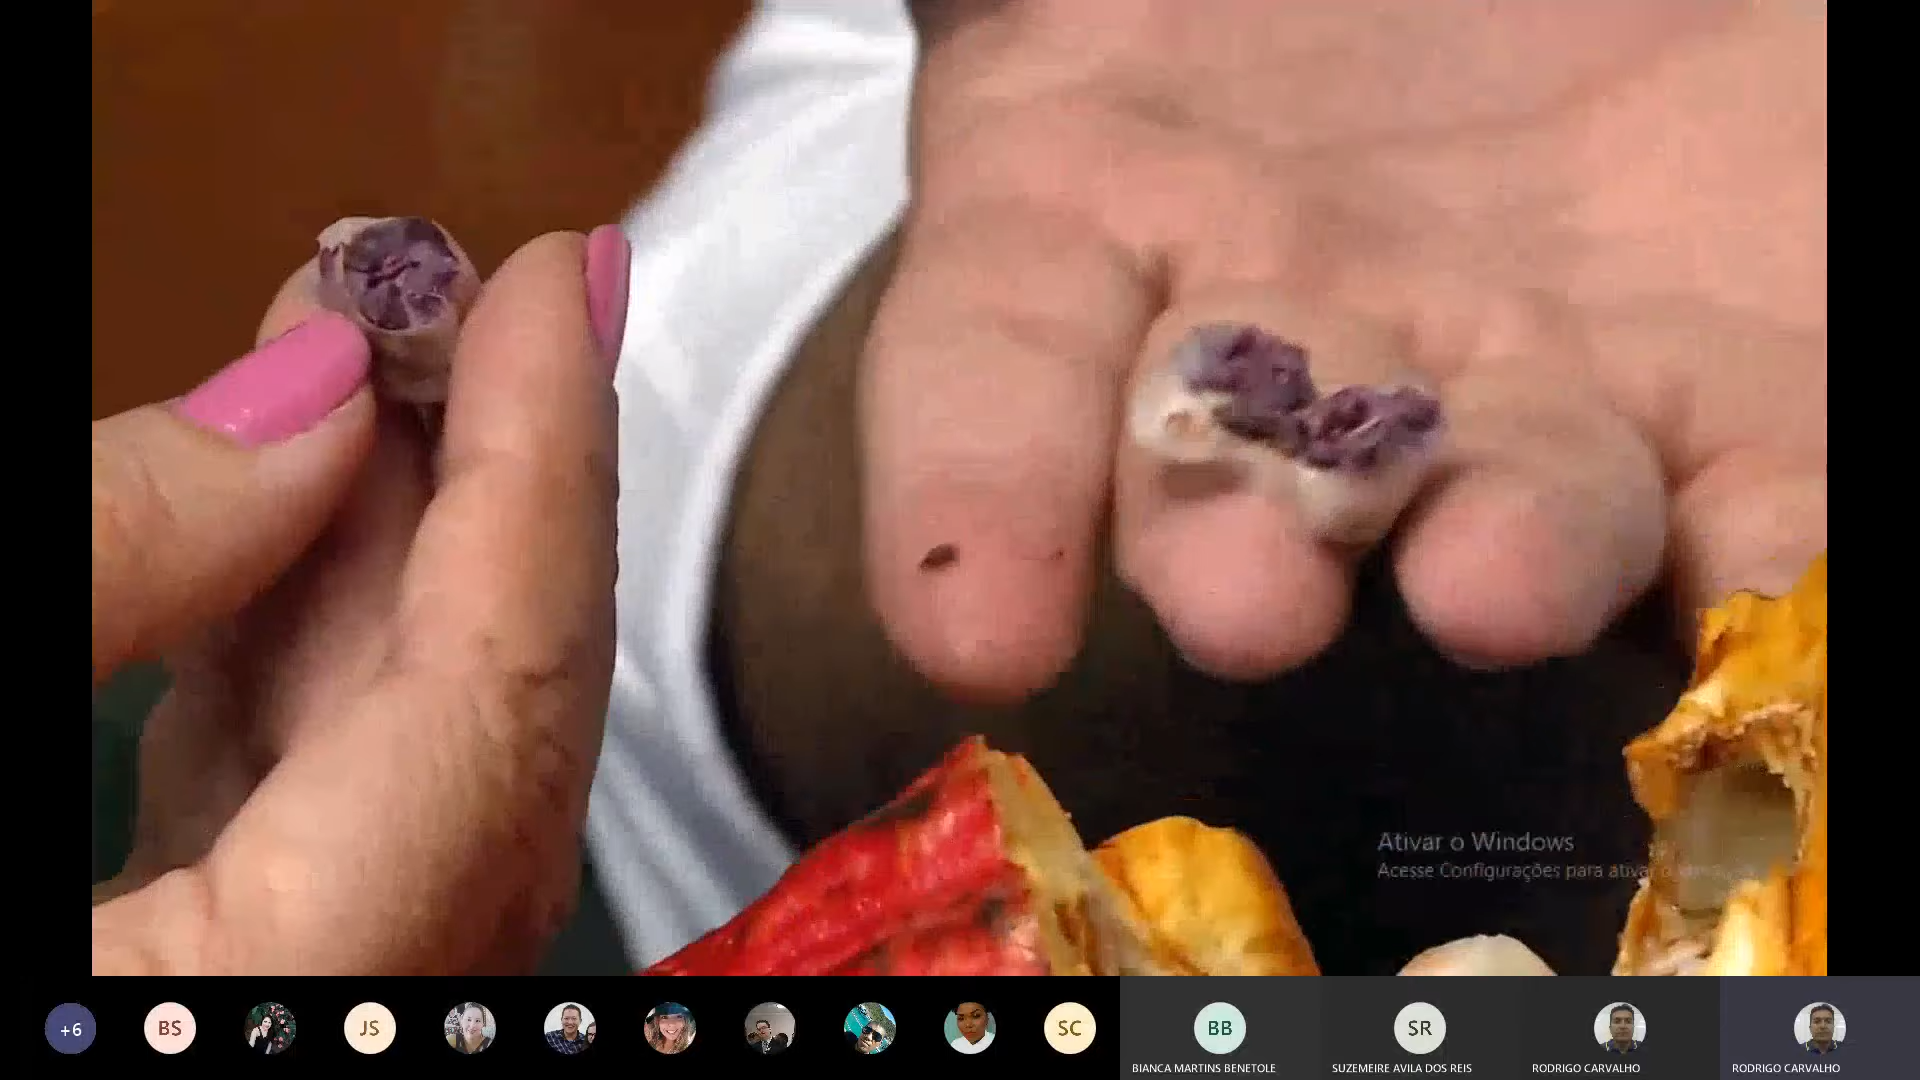 Ativar o Windows
Acesse Configurações para ativar o
+6
BS
JS
SC
BB
SR
BIANCA MARTINS BENETOLE
SUZEMEIRE AVILA DOS REIS
RODRIGO CARVALHO
RODRIGO CARVALHO